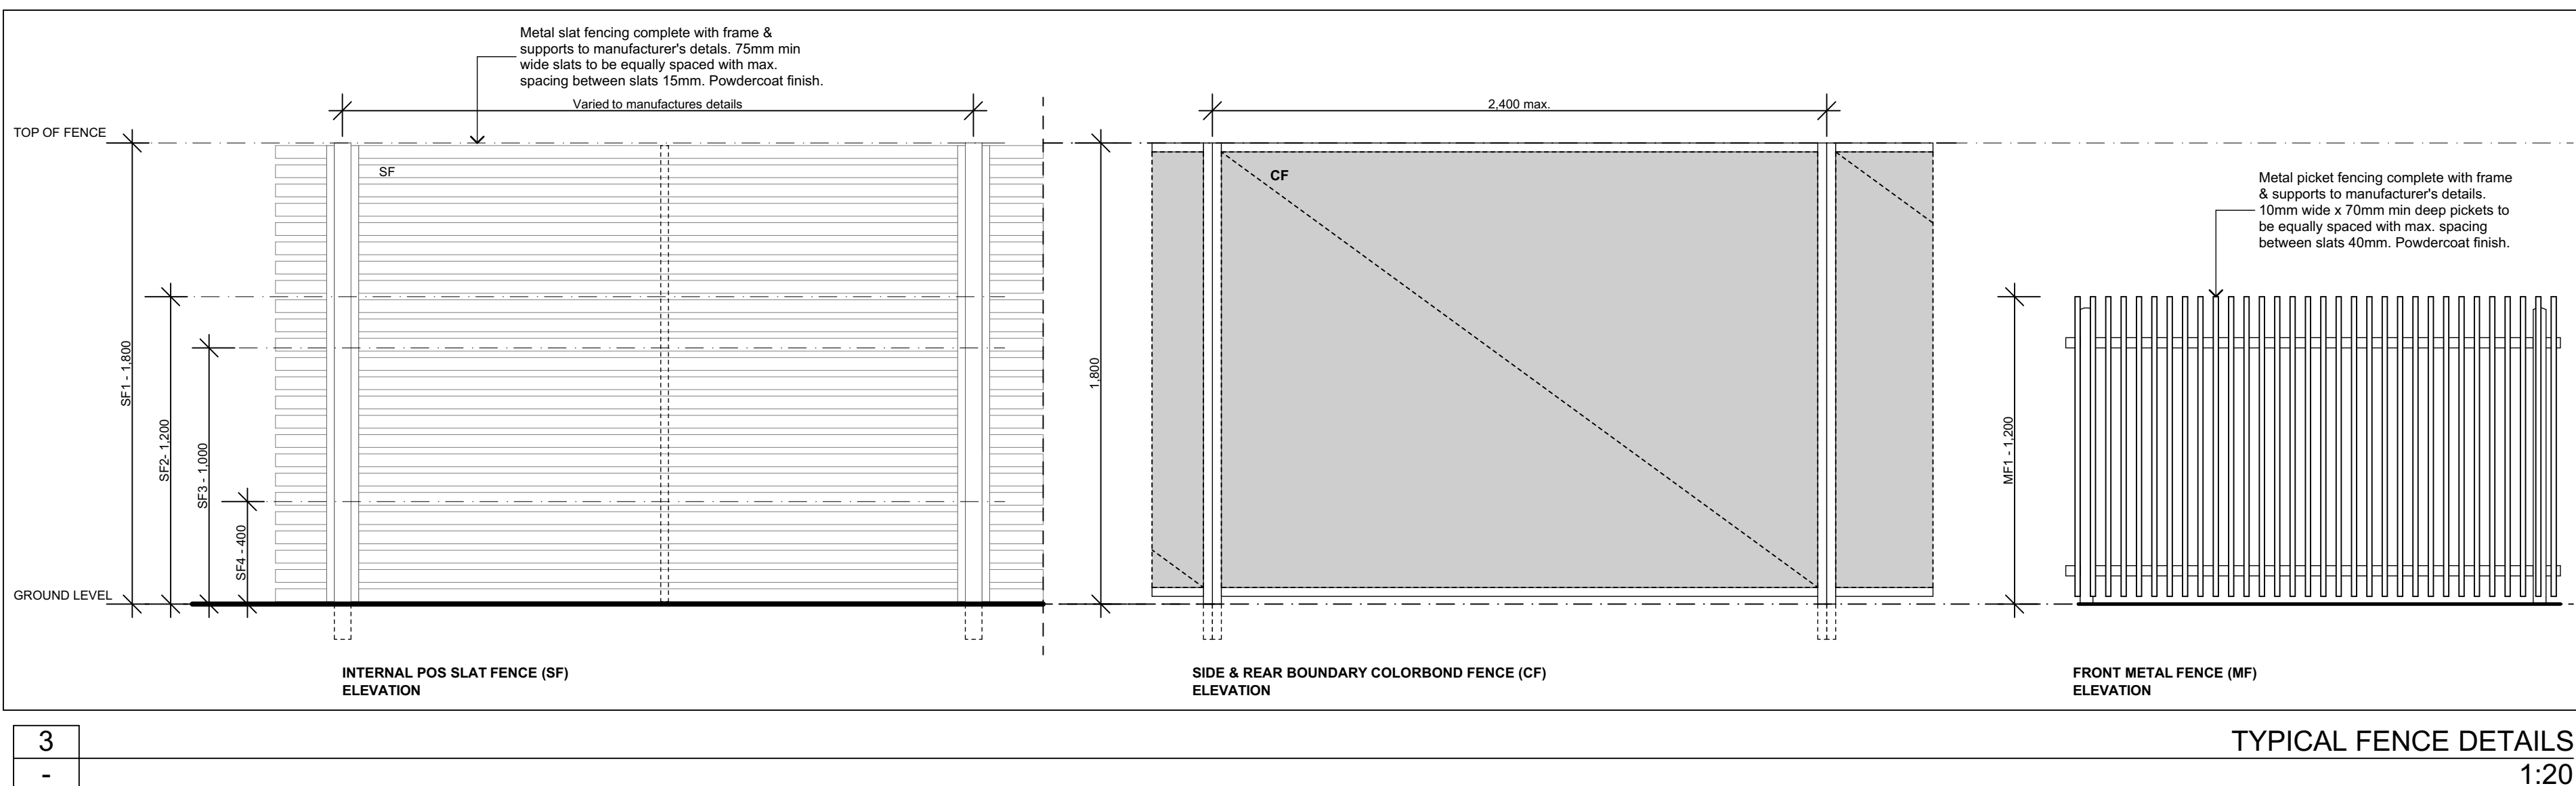 Metal slat fencing complete with frame &
supports to manufacturer's detals. 75mm min
wide slats to be equally spaced with max.
spacing between slats 15mm. Powdercoat finish.
Varied to manufactures details
2,400 max.
TOP OF FENCE
SF
CF
Metal picket fencing complete with frame
& supports to manufacturer's details.
10mm wide x 70mm min deep pickets to
be equally spaced with max. spacing
between slats 40mm. Powdercoat finish.
SF1 - 1,800
SF2- 1,200
SF3 - 1,000
SF4 - 400
1,800
MF1 - 1,200
GROUND LEVEL
INTERNAL POS SLAT FENCE (SF)
ELEVATION
SIDE & REAR BOUNDARY COLORBOND FENCE (CF)
ELEVATION
FRONT METAL FENCE (MF)
ELEVATION
3
-
TYPICAL FENCE DETAILS
1:20